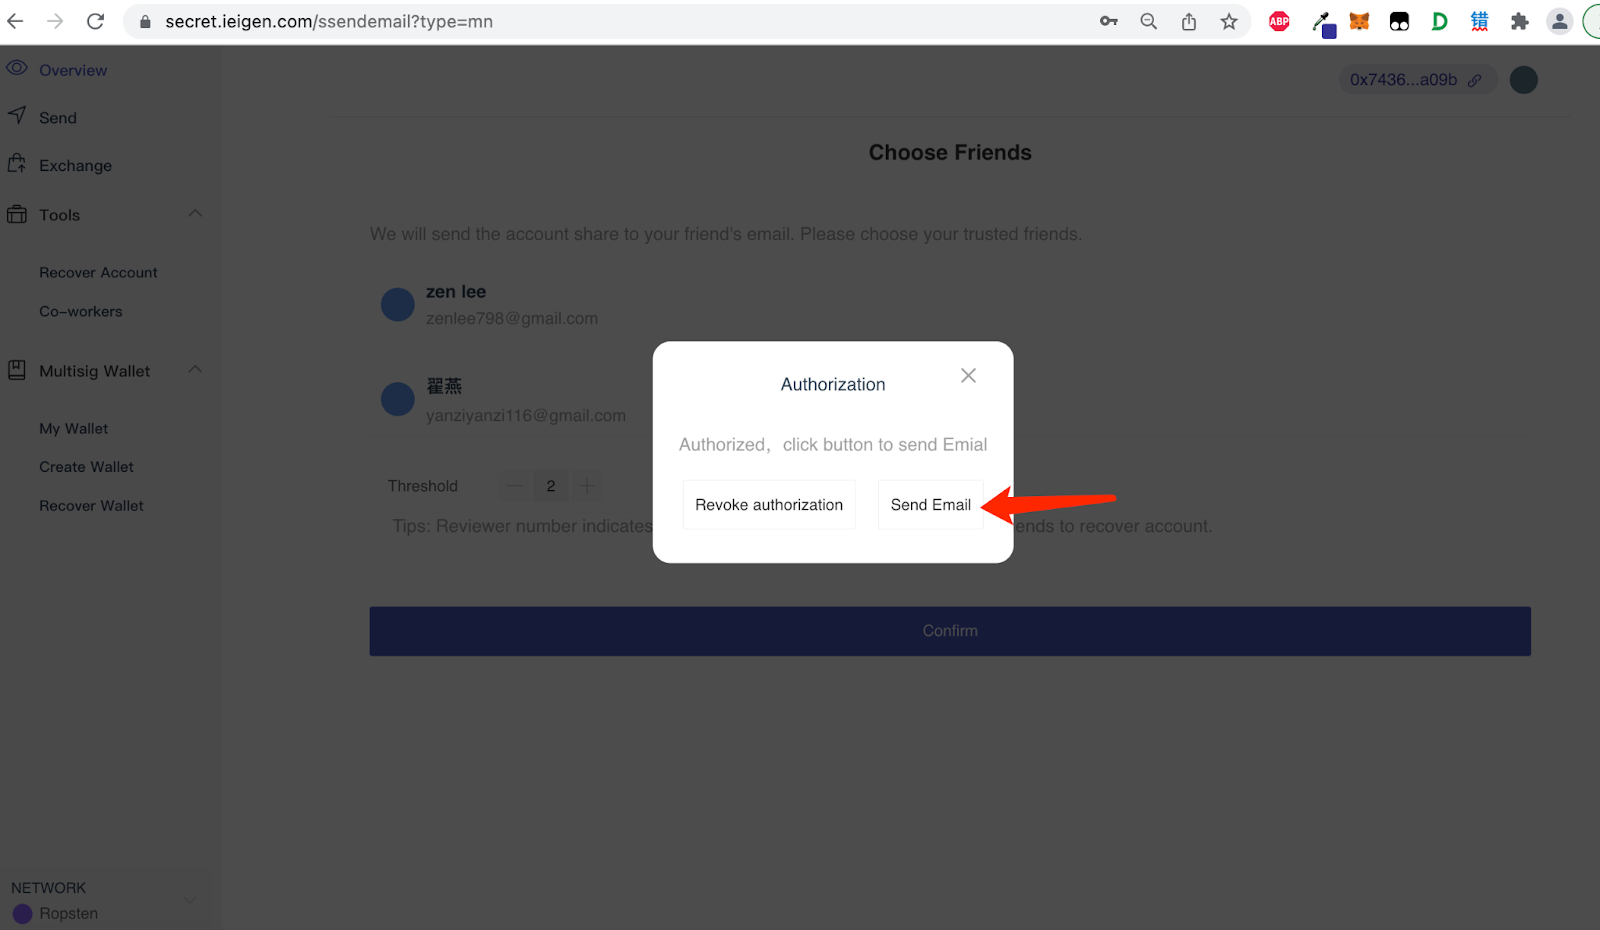 secret.ieigen.com/ssendemail?type=mn
ABP
D
错
Overview
0x7436...a09b
Send
Choose Friends
Exchange
Tools
We will send the account share to your friend's email. Please choose your trusted friends.
Recover Account
zen lee
Co-workers
zenlee798@gmail.com
Multisig Wallet
翟燕
Authorization
yanziyanzi116@gmail.com
My Wallet
Authorized，click button to send Emial
Create Wallet
Threshold
2
Revoke authorization
Send Email
Recover Wallet
Tips: Reviewer number indicates
ends to recover account.
Confirm
NETWORK
Ropsten